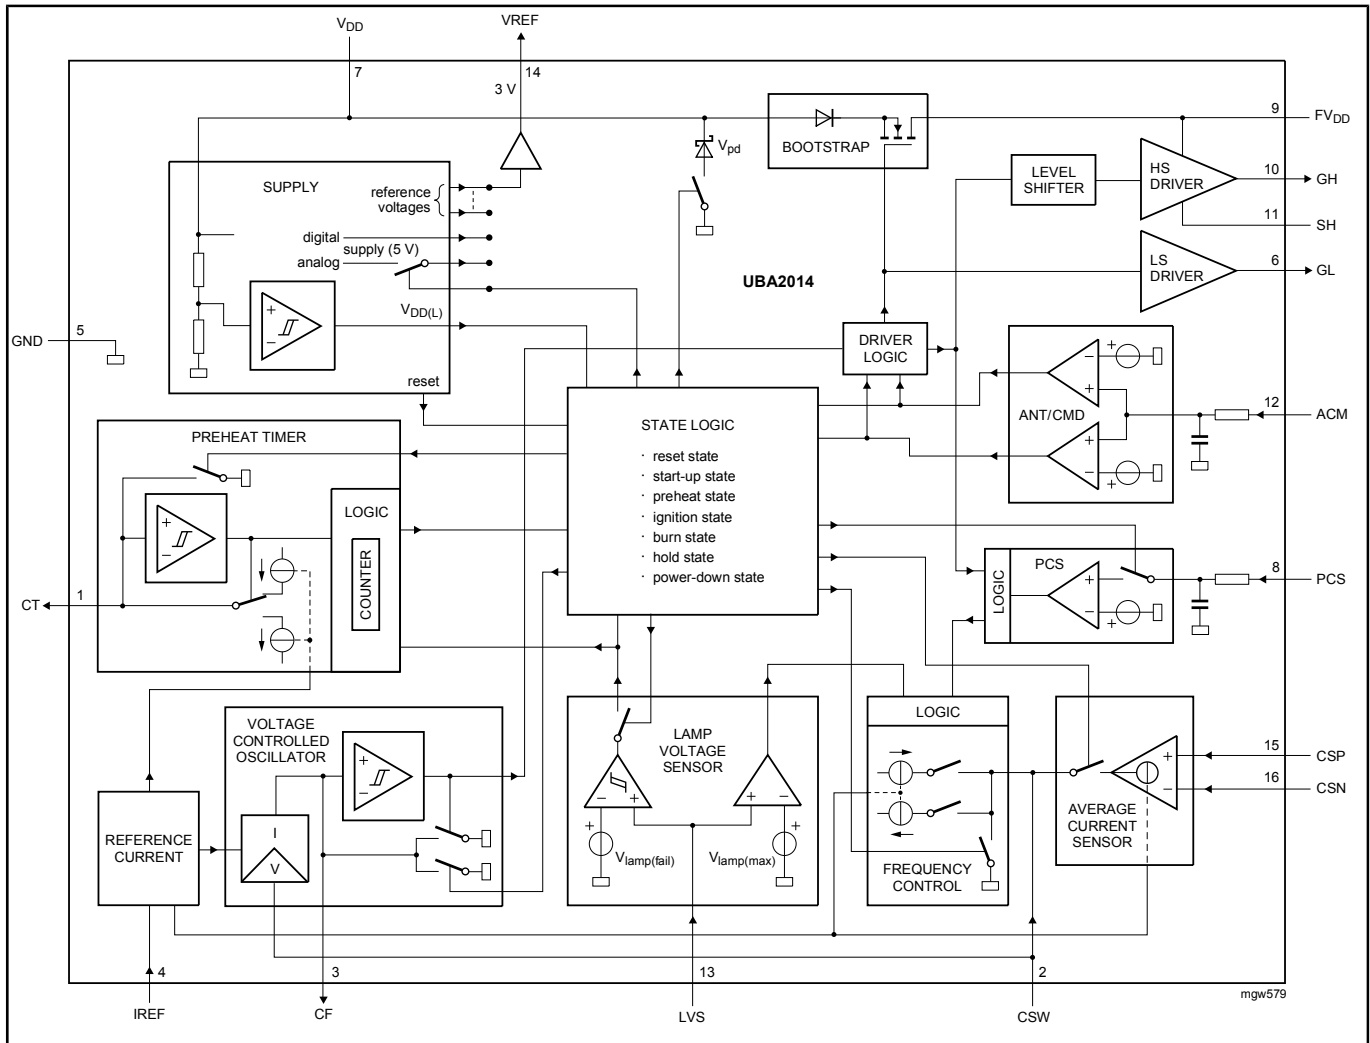 VDD
VREF
7
14
3 V
9
FVDD
BOOTSTRAP
Vpd
SUPPLY
reference
voltages
digital
supply (5 V)
analog
VDD(L)
reset
LEVEL
SHIFTER
HS
DRIVER
10
GH
11
SH
LS
DRIVER
6
GL
UBA2014
GND
5
DRIVER
LOGIC
ANT/CMD
12
ACM
PREHEAT TIMER
LOGIC
COUNTER
CT
1
STATE LOGIC
· reset state
· start-up state
· preheat state
· ignition state
· burn state
· hold state
· power-down state
LOGIC
PCS
8
PCS
VOLTAGE
CONTROLLED
OSCILLATOR
I
V
REFERENCE
CURRENT
LAMP
VOLTAGE
SENSOR
Vlamp(fail)
Vlamp(max)
LOGIC
FREQUENCY
CONTROL
AVERAGE
CURRENT
SENSOR
15
CSP
16
CSN
4
3
13
2
IREF
CF
LVS
CSW
mgw579